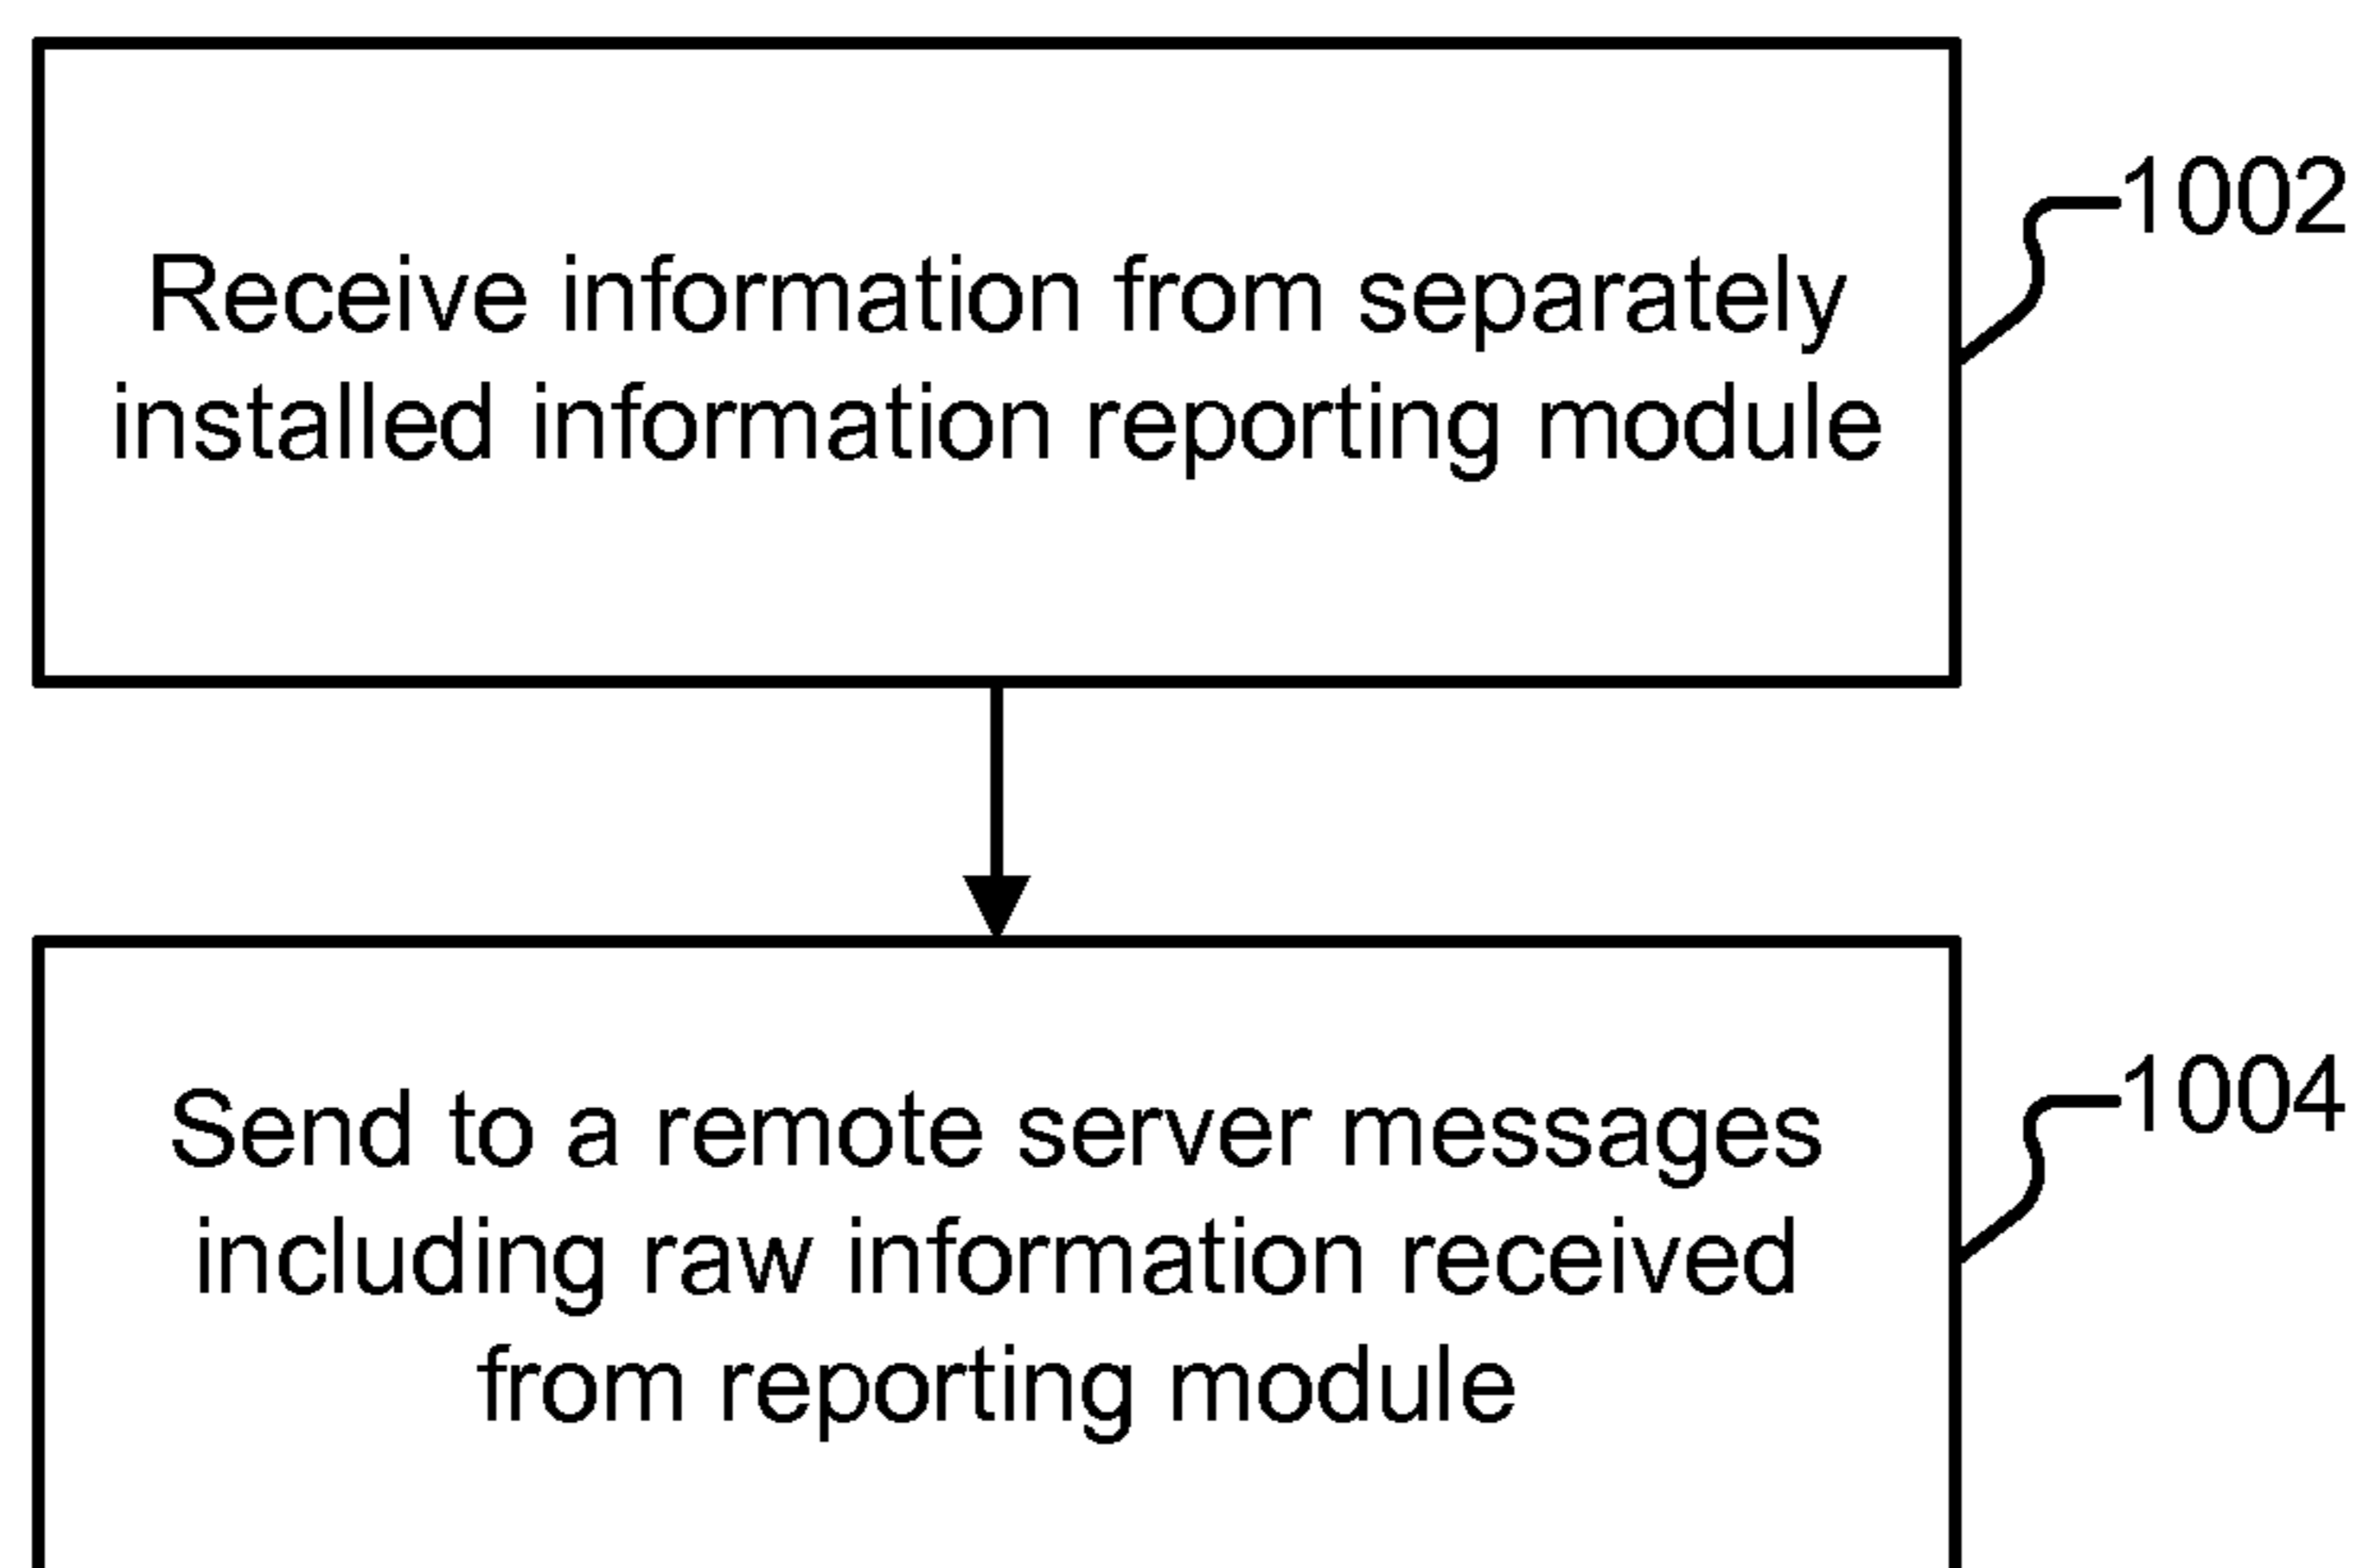 Receive information from separately
installed information reporting module
1002
Send to a remote server messages
including raw information received
from reporting module
1004